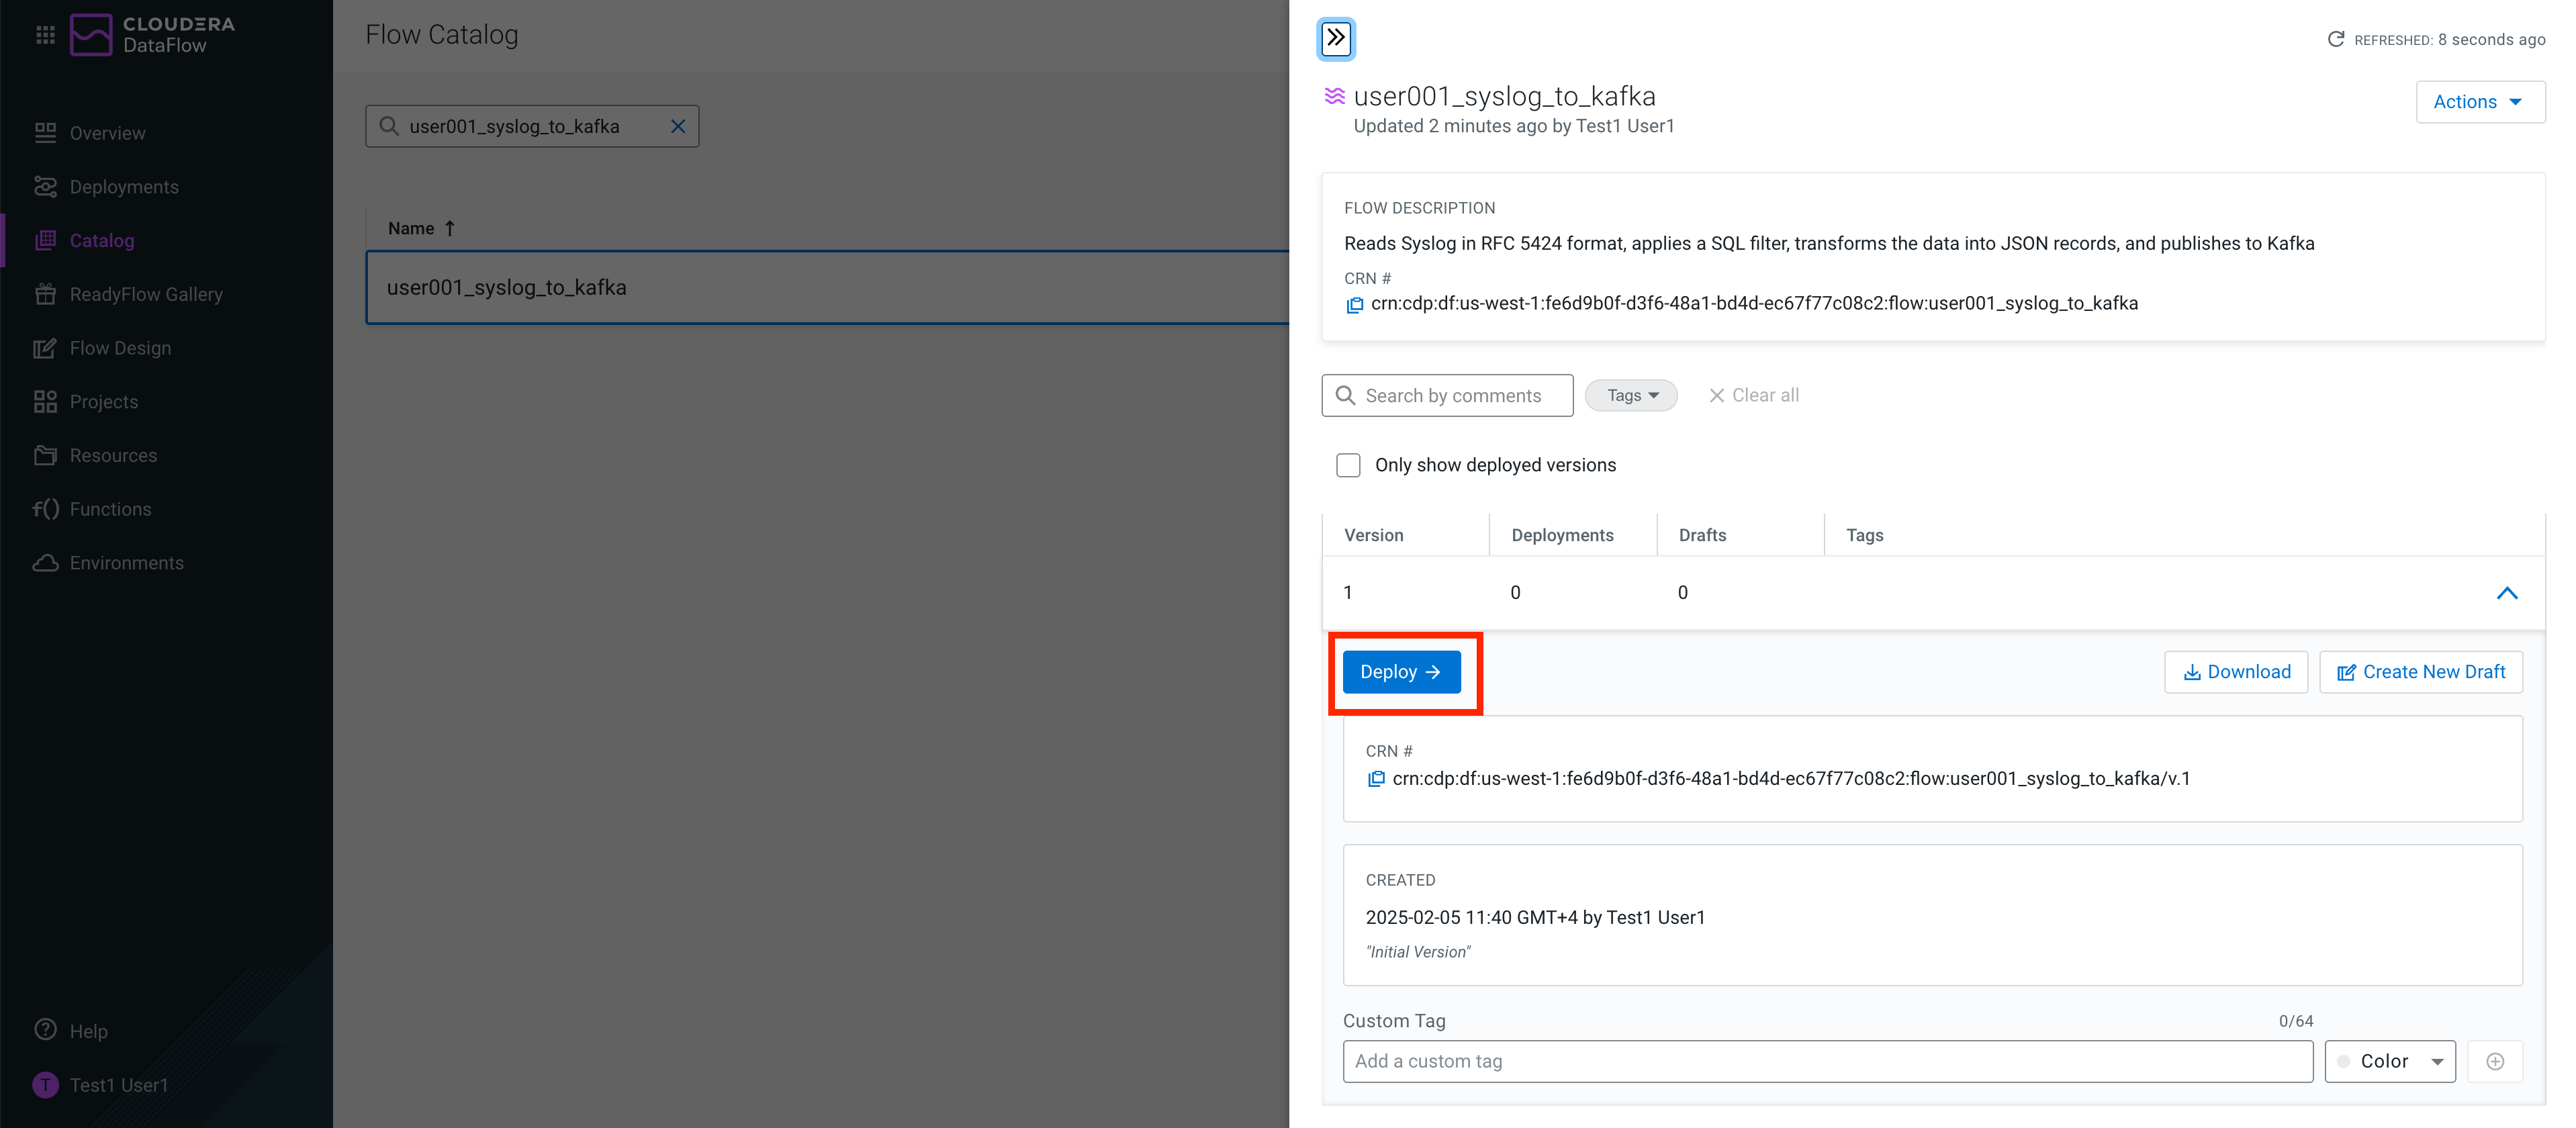 CLOUDERA
DataFlow
Overview
Deployments
Catalog
ReadyFlow Gallery
Flow Design
Projects
Resources
f() Functions
Environments
Help
T Test1 User1
Flow Catalog
user001_syslog_to_kafka
Name ↑
user001_syslog_to_kafka
REFRESHED: 8 seconds ago
user001_syslog_to_kafka
Updated 2 minutes ago by Test1 User1
Actions
FLOW DESCRIPTION
Reads Syslog in RFC 5424 format, applies a SQL filter, transforms the data into JSON records, and publishes to Kafka
CRN #
crn:cdp:df:us-west-1:fe6d9b0f-d3f6-48a1-bd4d-ec67f77c08c2:flow:user001_syslog_to_kafka
Search by comments Tags Clear all
Only show deployed versions
Version Deployments Drafts Tags
1 0 0
Deploy → Download Create New Draft
CRN #
crn:cdp:df:us-west-1:fe6d9b0f-d3f6-48a1-bd4d-ec67f77c08c2:flow:user001_syslog_to_kafka/v.1
CREATED
2025-02-05 11:40 GMT+4 by Test1 User1
"Initial Version"
Custom Tag 0/64
Add a custom tag Color